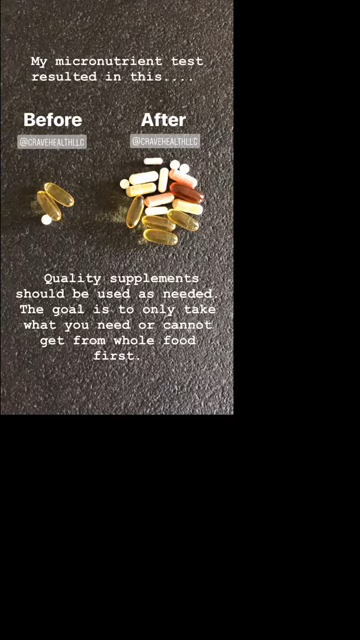 My micronutrient test
resulted in this....
Before
After
@CRAVEHEALTHLLC
@CRAVEHEALTHLLC
Quality supplements
should be used as needed.
The goal is to only take
what you need or cannot
get from whole food
first.